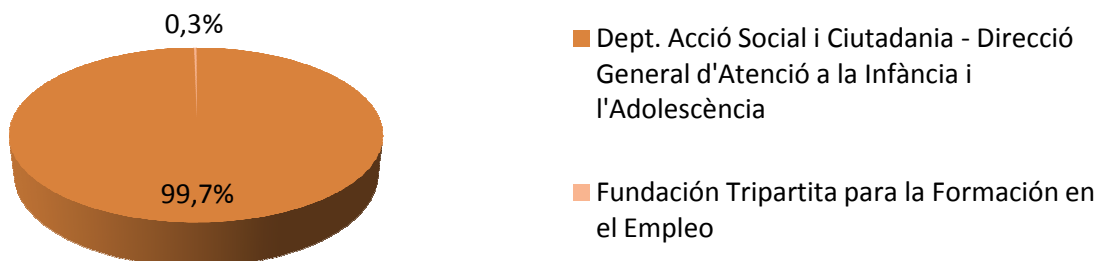 0,3%
99,7%
Dept. Acció Social i Ciutadania - Direcció
General d'Atenció a la Infància i
l'Adolescència
Fundación Tripartita para la Formación en
el Empleo